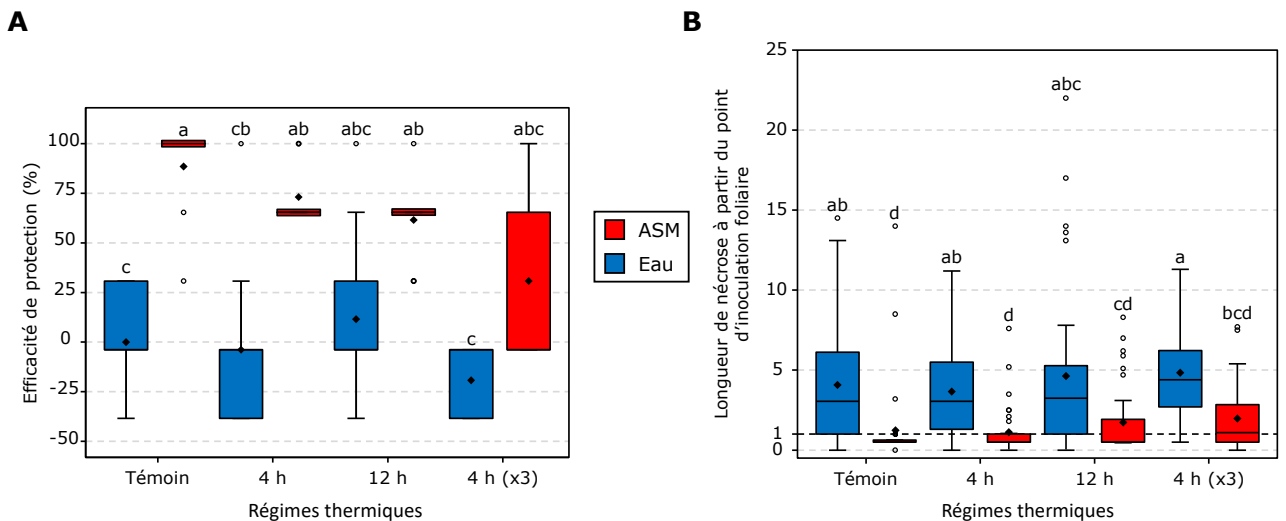 A
B
Efficacité de protection (%)
100
75
50
25
0
-25
-50
c
a
cb
ab
abc
ab
c
abc
Témoin
4 h
12 h
4 h (x3)
Régimes thermiques
ASM
Eau
Longueur de nécrose à partir du point
d’inoculation foliaire
25
20
15
10
5
1
0
ab
d
ab
d
abc
cd
a
bcd
Témoin
4 h
12 h
4 h (x3)
Régimes thermiques